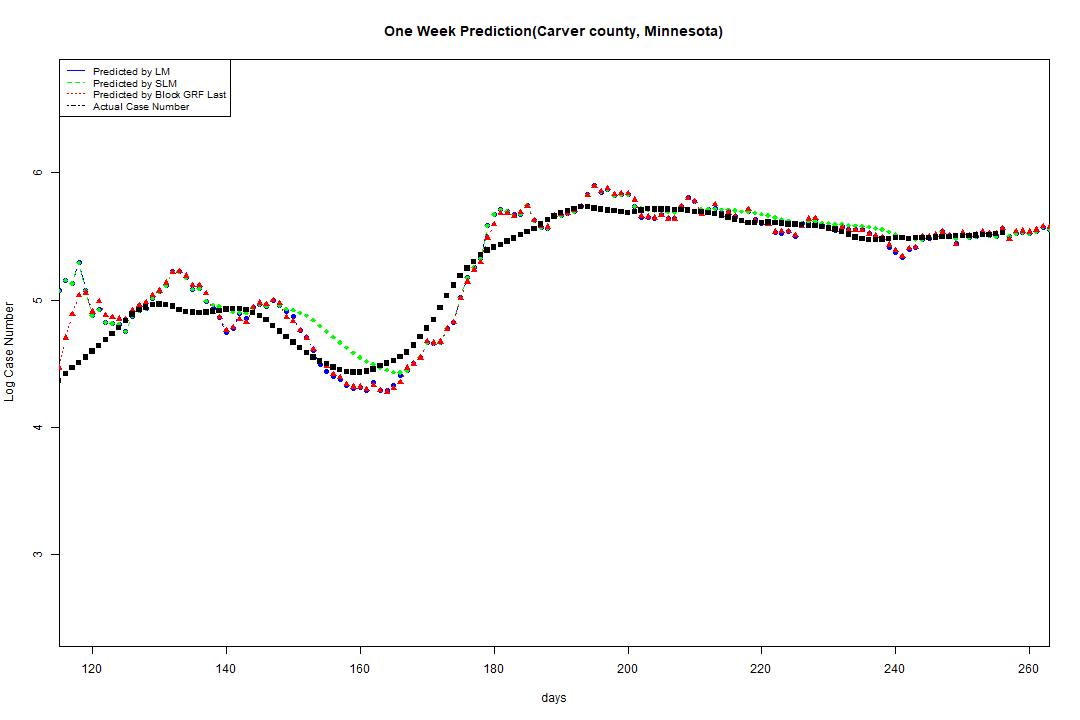 One Week Prediction(Carver county, Minnesota)
Predicted by LM
Predicted by SLM
Predicted by Block GRF Last
Actual Case Number
6
5
4
3
Log Case Number
120 140 160 180 200 220 240 260
days